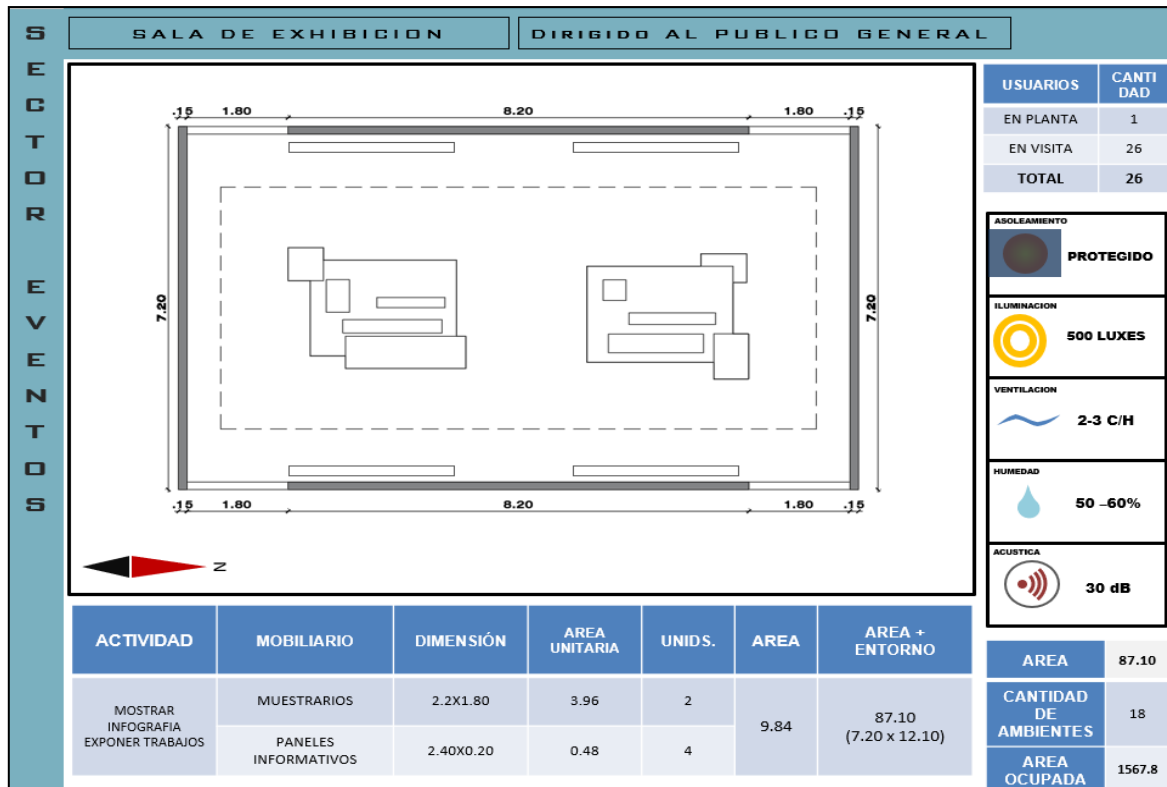 SECTOR EVENTOS
SALA DE EXHIBICION
DIRIGIDO AL PUBLICO GENERAL
.15 1.80 8.20 1.80 .15
7.20
7.20
.15 1.80 8.20 1.80 .15
Z
USUARIOS CANTI
DAD
EN PLANTA 1
EN VISITA 26
TOTAL 26
ASOLEAMIENTO
PROTEGIDO
ILUMINACION
500 LUXES
VENTILACION
2-3 C/H
HUMEDAD
50 –60%
ACUSTICA
30 dB
ACTIVIDAD MOBILIARIO DIMENSIÓN AREA
UNITARIA UNIDS. AREA AREA +
ENTORNO
MOSTRAR
INFOGRAFIA
EXPONER TRABAJOS
MUESTRARIOS 2.2X1.80 3.96 2
PANELES
INFORMATIVOS 2.40X0.20 0.48 4
9.84
87.10
(7.20 x 12.10)
AREA 87.10
CANTIDAD
DE
AMBIENTES 18
AREA
OCUPADA 1567.8